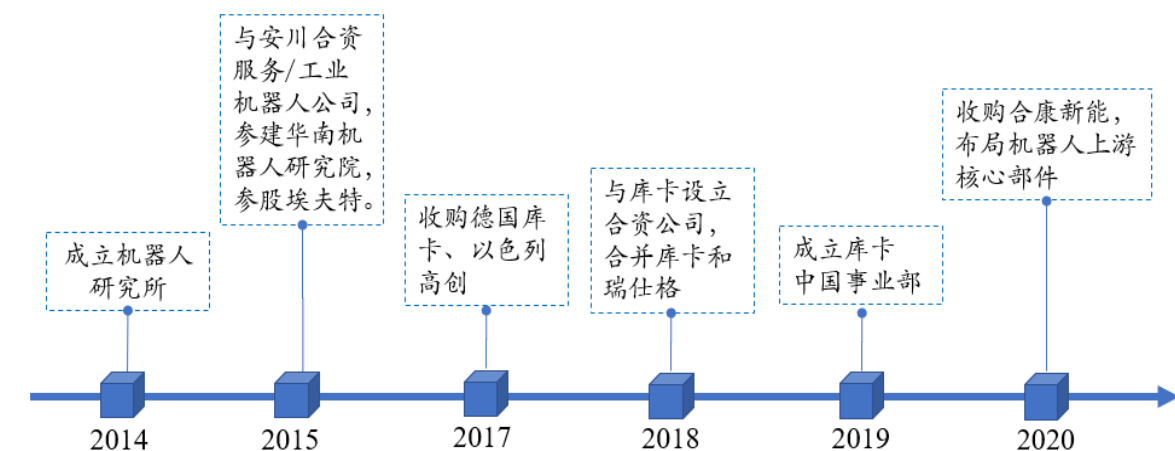 成立机器人
研究所
与安川合资
服务/工业
机器人公司，
参建华南机
器人研究院，
参股埃夫特。
收购德国库
卡、以色列
高创
与库卡设立
合资公司，
合并库卡和
瑞仕格
成立库卡
中国事业部
收购合康新能，
布局机器人上游
核心部件
2014
2015
2017
2018
2019
2020